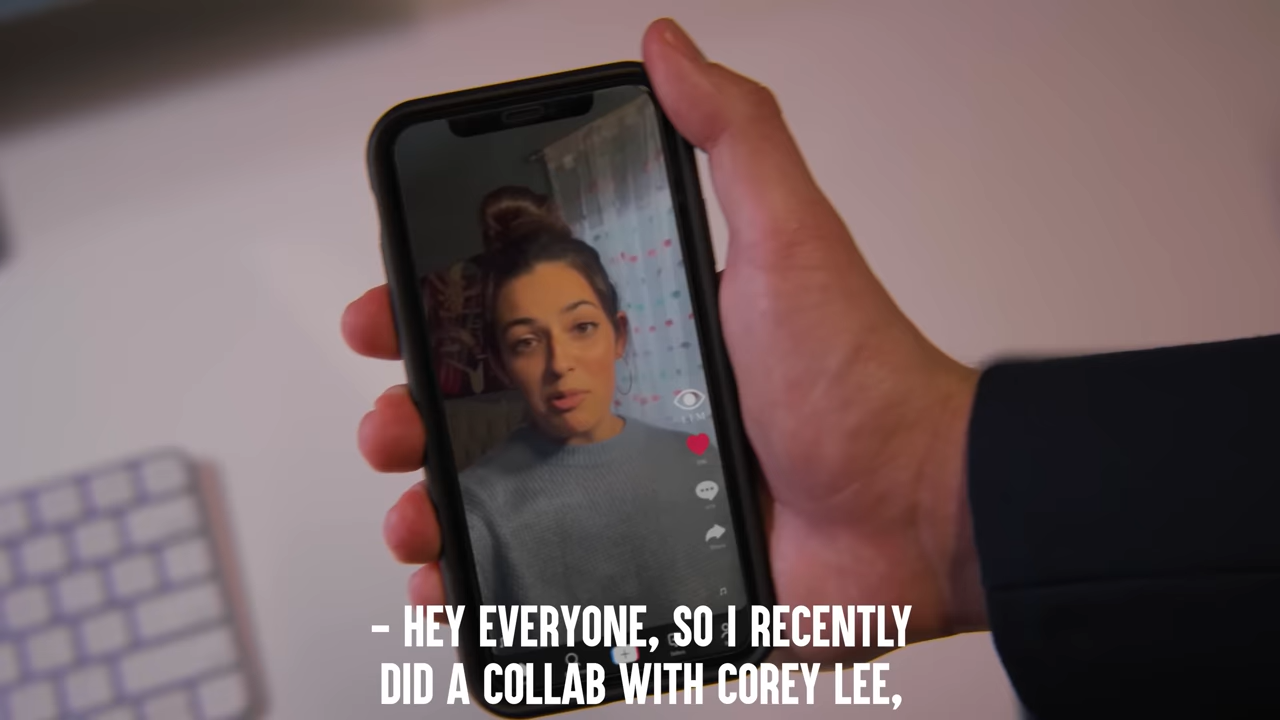 - HEY EVERYONE, SO I RECENTLY
DID A COLLAB WITH COREY LEE,